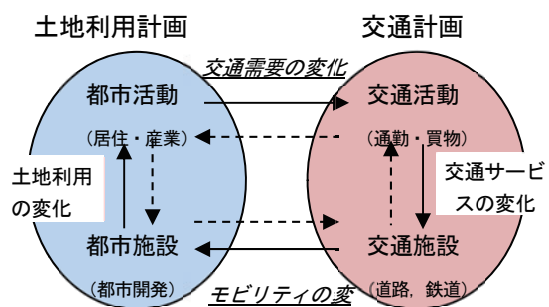 土地利用計画
交通計画
交通需要の変化
都市活動
交通活動
(居住・産業)
(通勤・買物)
土地利用
の変化
交通サービ
スの変化
都市施設
交通施設
(都市開発)
モビリティの変
(道路, 鉄道)